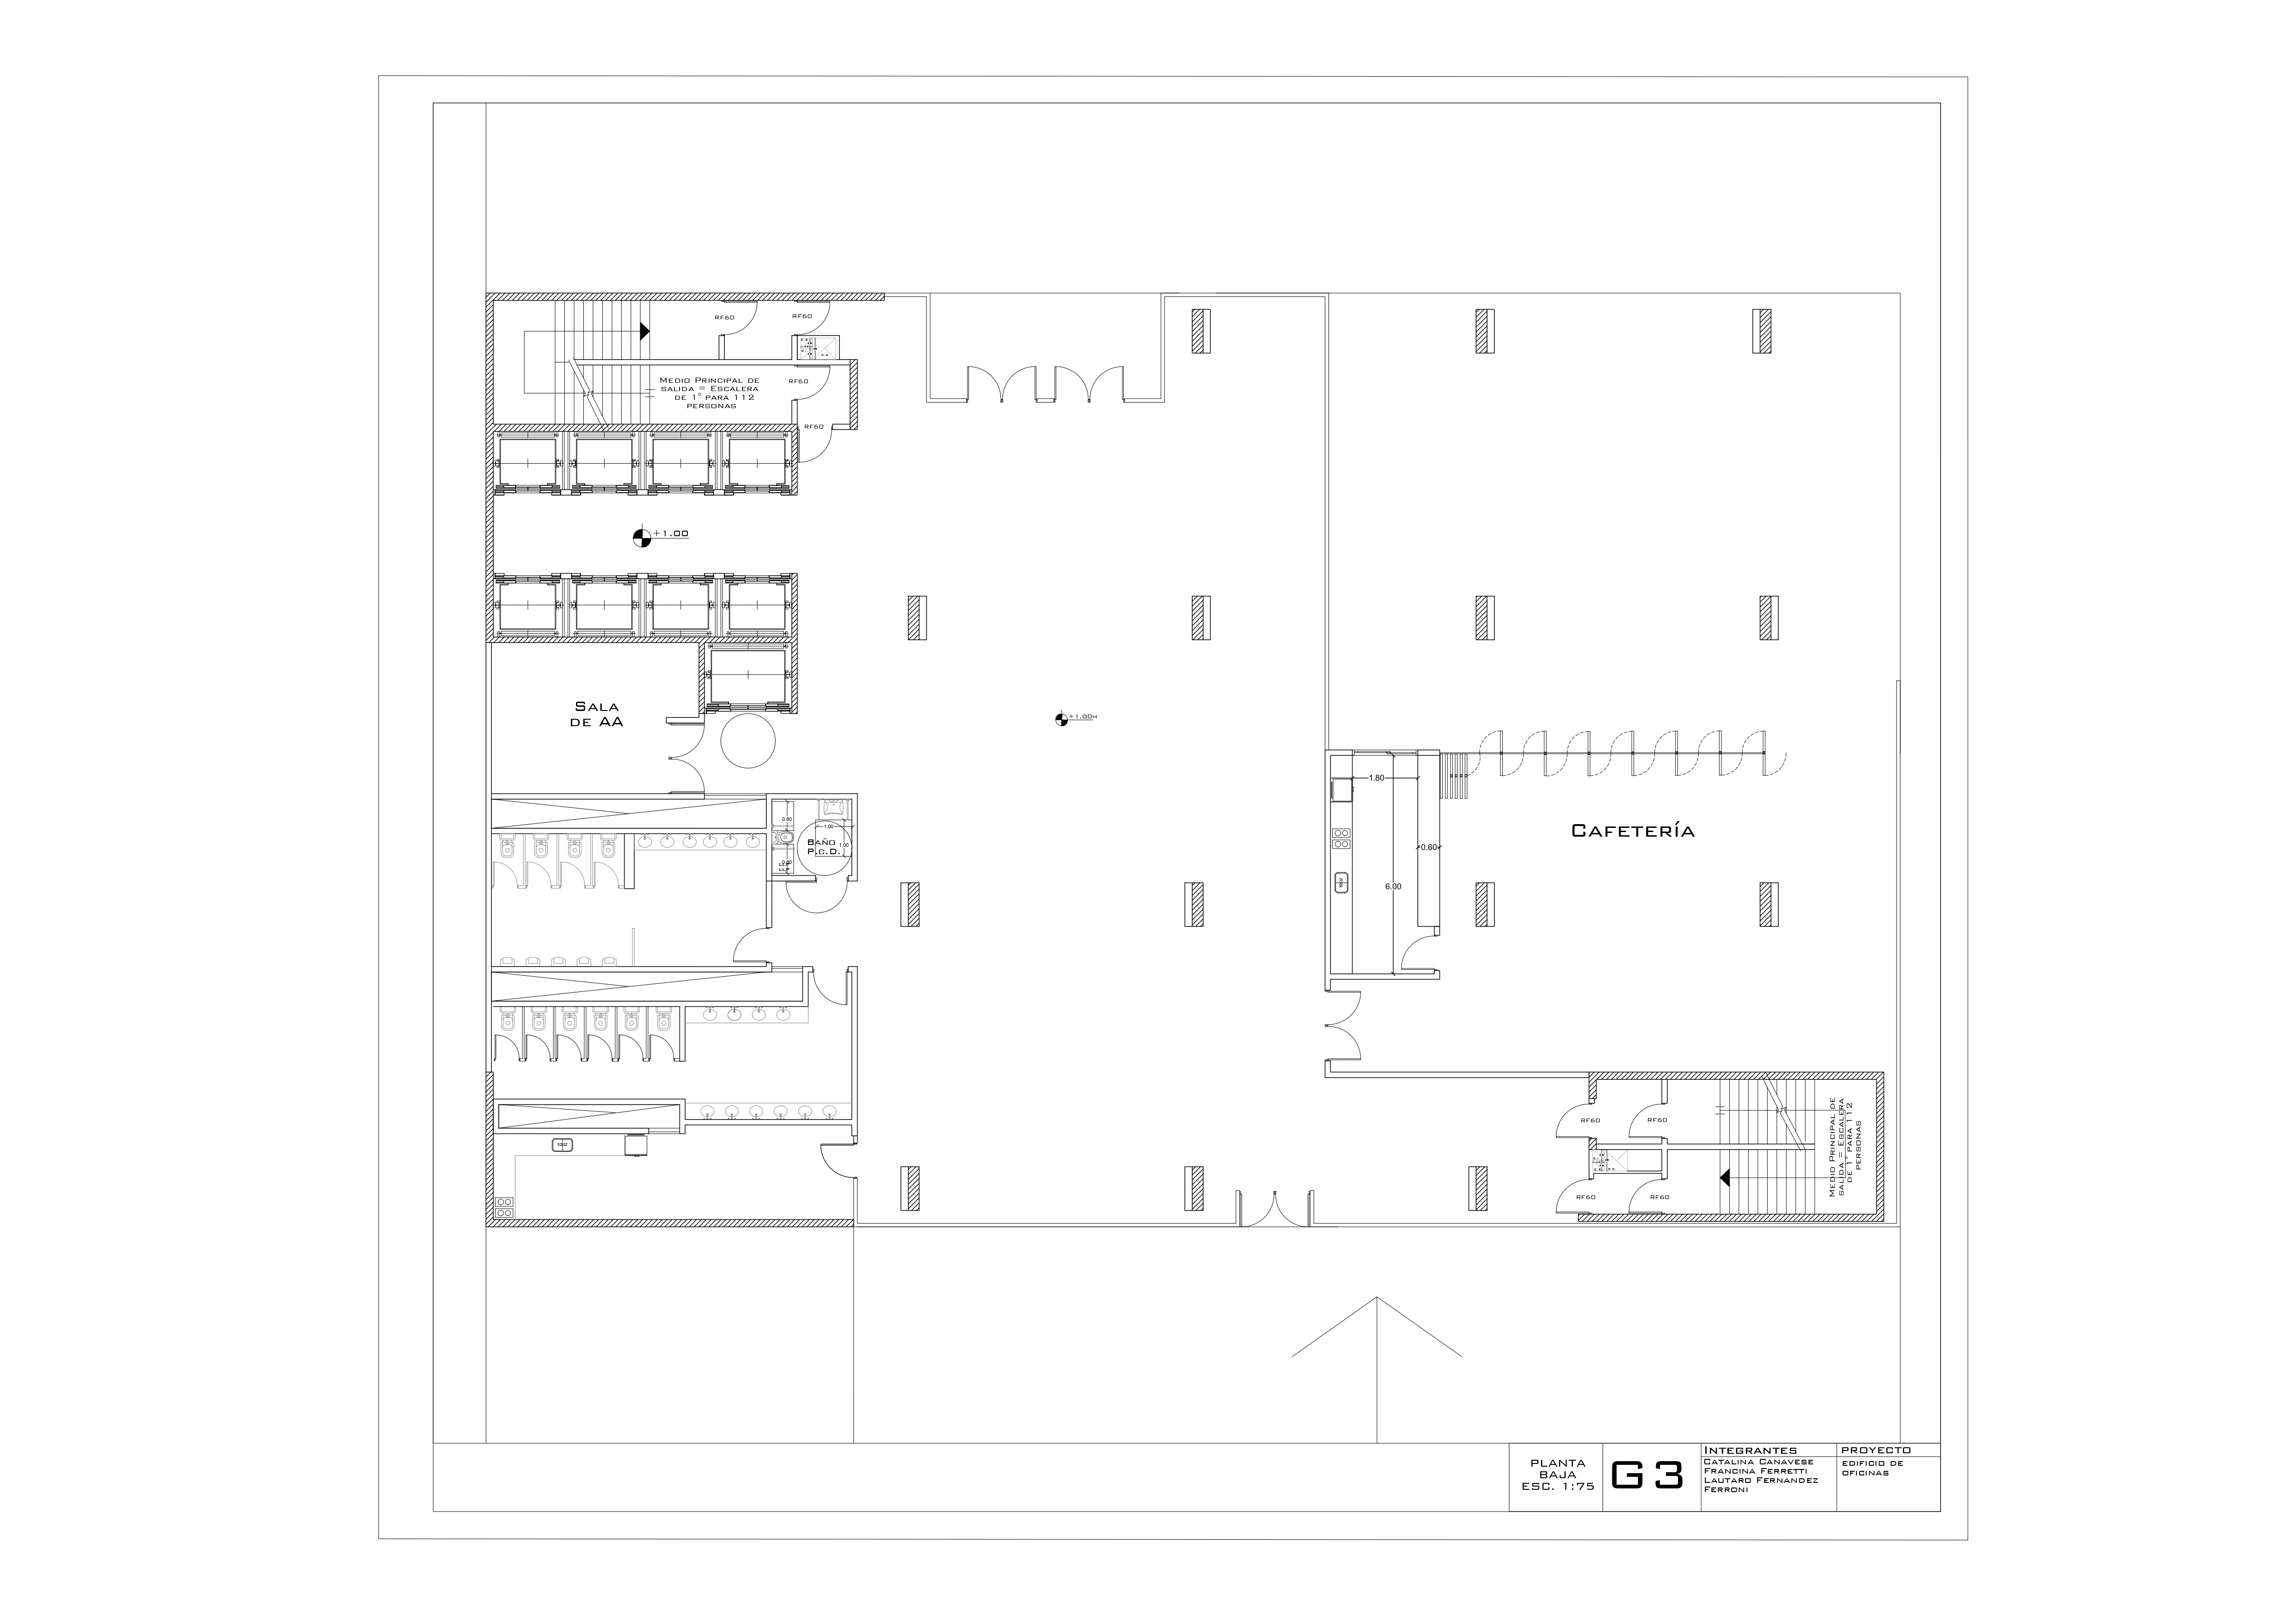 RF60
RF60
Medio Principal de
salida = Escalera
de 1° para 112
personas
RF60
RF60
+1.00
Sala
de AA
+1.00m
1.80
Cafetería
0.60
6.00
0.80
1.00
1.00
Baño
P.C.D.
0.80
RF60
RF60
RF60
RF60
Medio Principal de
salida = Escalera
de 1° para 112
personas
PLANTA
BAJA
ESC. 1:75
G3
Integrantes
Catalina Canavese
Francina Ferretti
Lautaro Fernandez
Ferroni
PROYECTO
EDIFICIO DE
OFICINAS